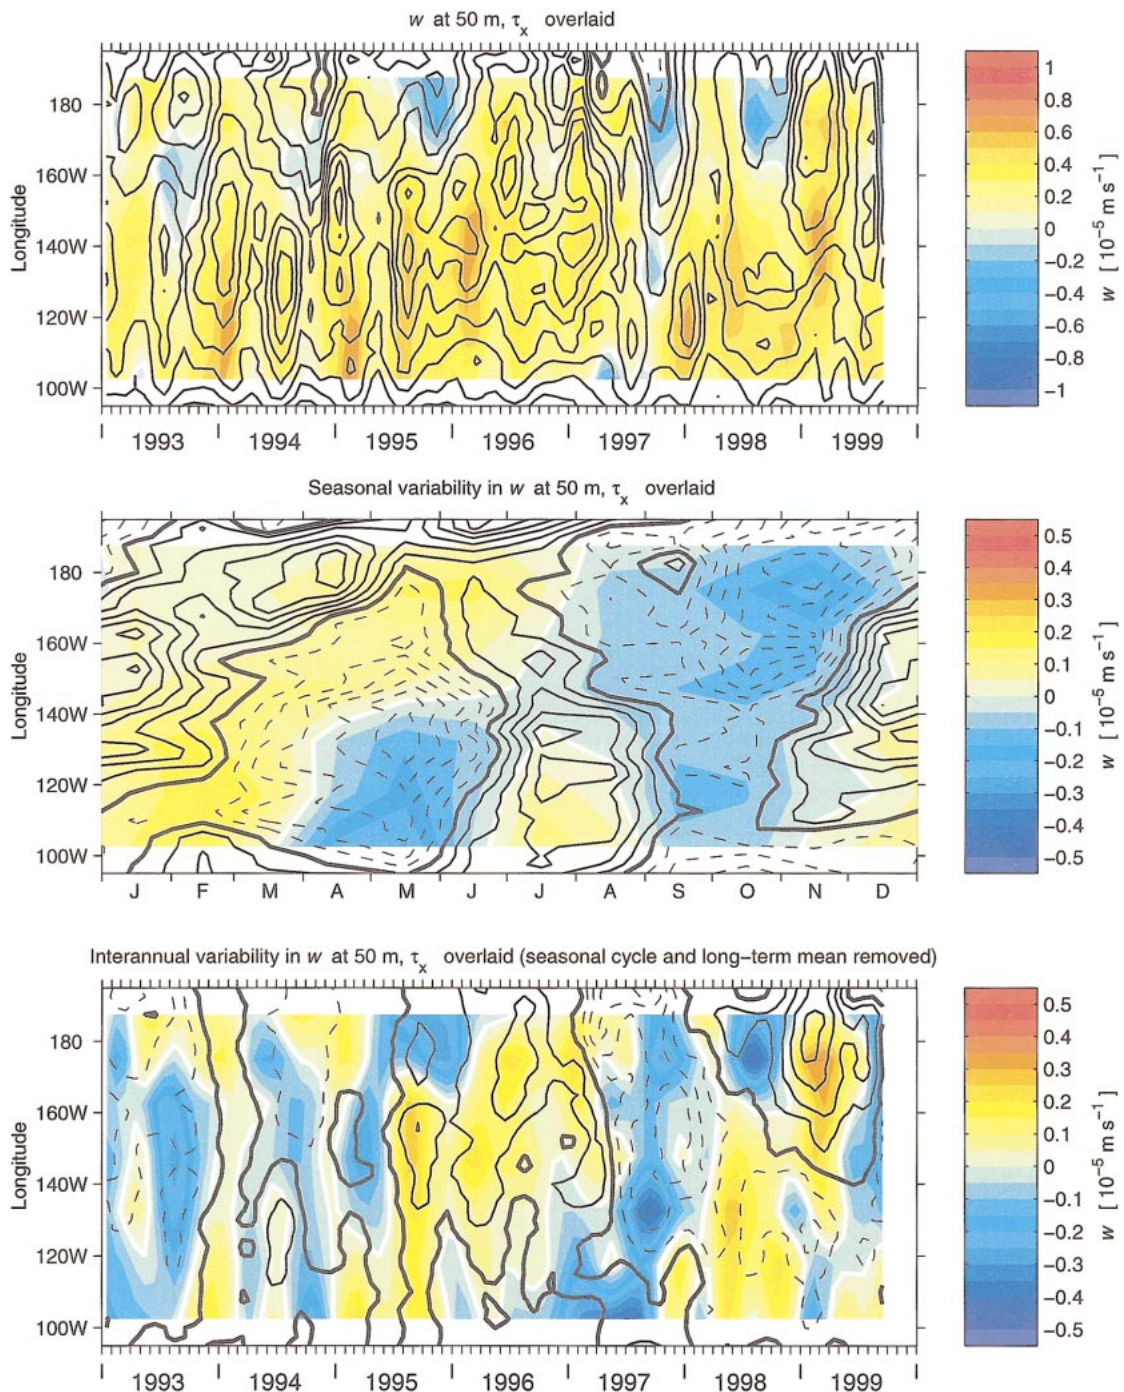 w at 50 m, τx overlaid
Longitude
180
160W
140W
120W
100W
1993 1994 1995 1996 1997 1998 1999
1
0.8
0.6
0.4
0.2
0
−0.2
−0.4
−0.6
−0.8
−1
w [ 10⁻⁵ m s⁻¹ ]
Seasonal variability in w at 50 m, τx overlaid
Longitude
180
160W
140W
120W
100W
J F M A M J J A S O N D
0.5
0.4
0.3
0.2
0.1
0
−0.1
−0.2
−0.3
−0.4
−0.5
w [ 10⁻⁵ m s⁻¹ ]
Interannual variability in w at 50 m, τx overlaid (seasonal cycle and long−term mean removed)
Longitude
180
160W
140W
120W
100W
1993 1994 1995 1996 1997 1998 1999
0.5
0.4
0.3
0.2
0.1
0
−0.1
−0.2
−0.3
−0.4
−0.5
w [ 10⁻⁵ m s⁻¹ ]